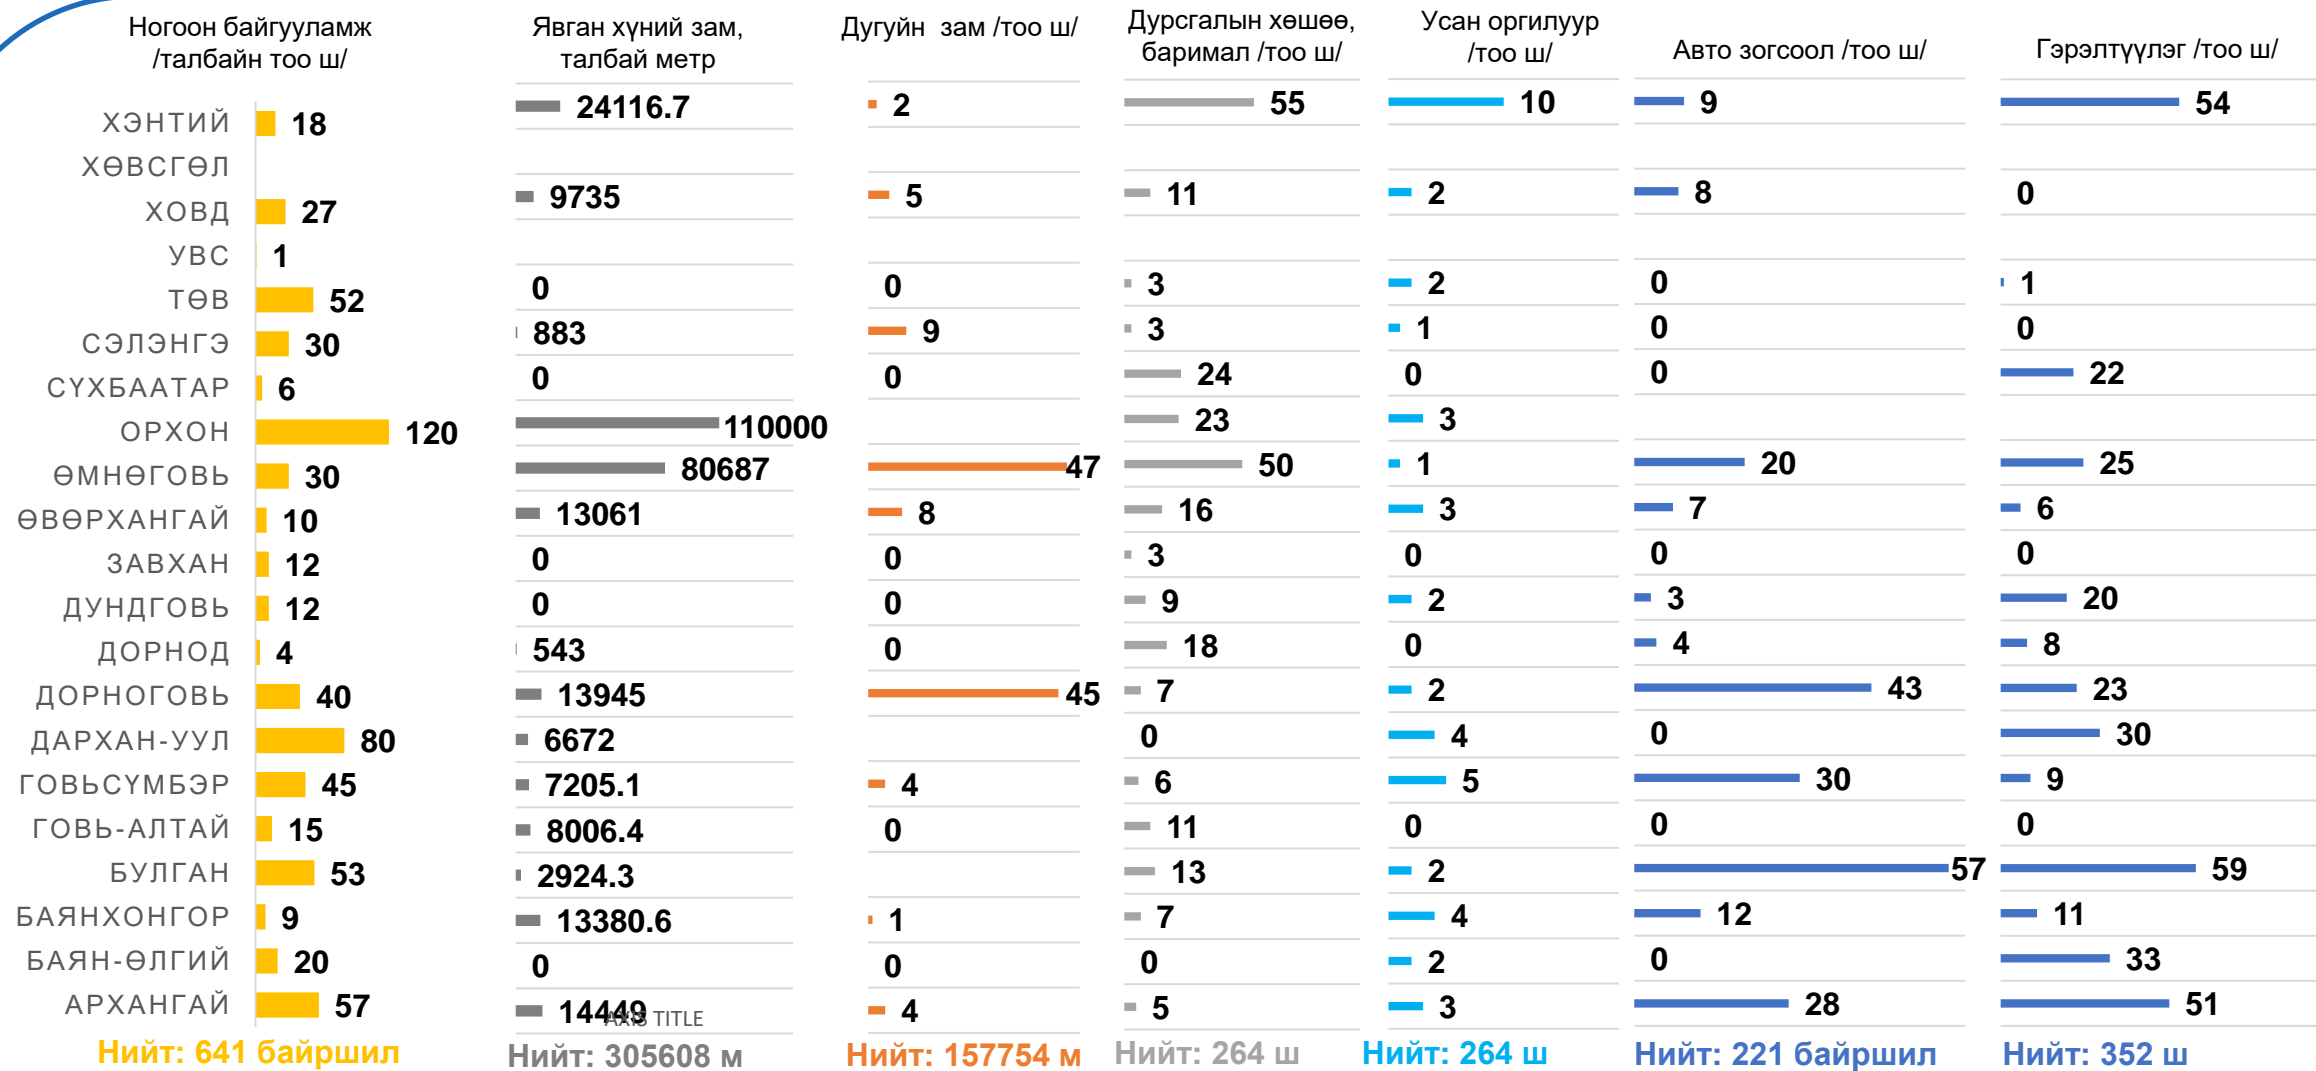 Ногоон байгууламж
/талбайн тоо ш/
ХЭНТИЙ 18
ХӨВСГӨЛ
ХОВД 27
УВС 1
ТӨВ 52
СЭЛЭНГЭ 30
СҮХБААТАР 6
ОРХОН 120
ӨМНӨГОВЬ 30
ӨВӨРХАНГАЙ 10
ЗАВХАН 12
ДУНДГОВЬ 12
ДОРНОД 4
ДОРНОГОВЬ 40
ДАРХАН-УУЛ 80
ГОВЬСҮМБЭР 45
ГОВЬ-АЛТАЙ 15
БУЛГАН 53
БАЯНХОНГОР 9
БАЯН-ӨЛГИЙ 20
АРХАНГАЙ 57
Нийт: 641 байршил
Явган хүний зам,
талбай метр
24116.7
9735
0
883
0
110000
80687
13061
0
0
543
13945
6672
7205.1
8006.4
2924.3
13380.6
0
14449
AXIS TITLE
Нийт: 305608 м
Дугуйн зам /тоо ш/
2
5
0
9
0
47
8
0
0
0
45
4
0
1
0
4
Нийт: 157754 м
Дурсгалын хөшөө,
баримал /тоо ш/
55
11
3
3
24
23
50
16
3
9
18
7
0
6
11
13
7
0
5
Нийт: 264 ш
Усан оргилуур
/тоо ш/
10
2
2
1
0
3
1
3
0
2
0
2
4
5
0
2
4
2
3
Нийт: 264 ш
Авто зогсоол /тоо ш/
9
8
0
0
0
20
7
0
3
4
43
0
30
0
57
12
0
28
Нийт: 221 байршил
Гэрэлтүүлэг /тоо ш/
54
0
1
0
22
25
6
0
20
8
23
30
9
0
59
11
33
51
Нийт: 352 ш